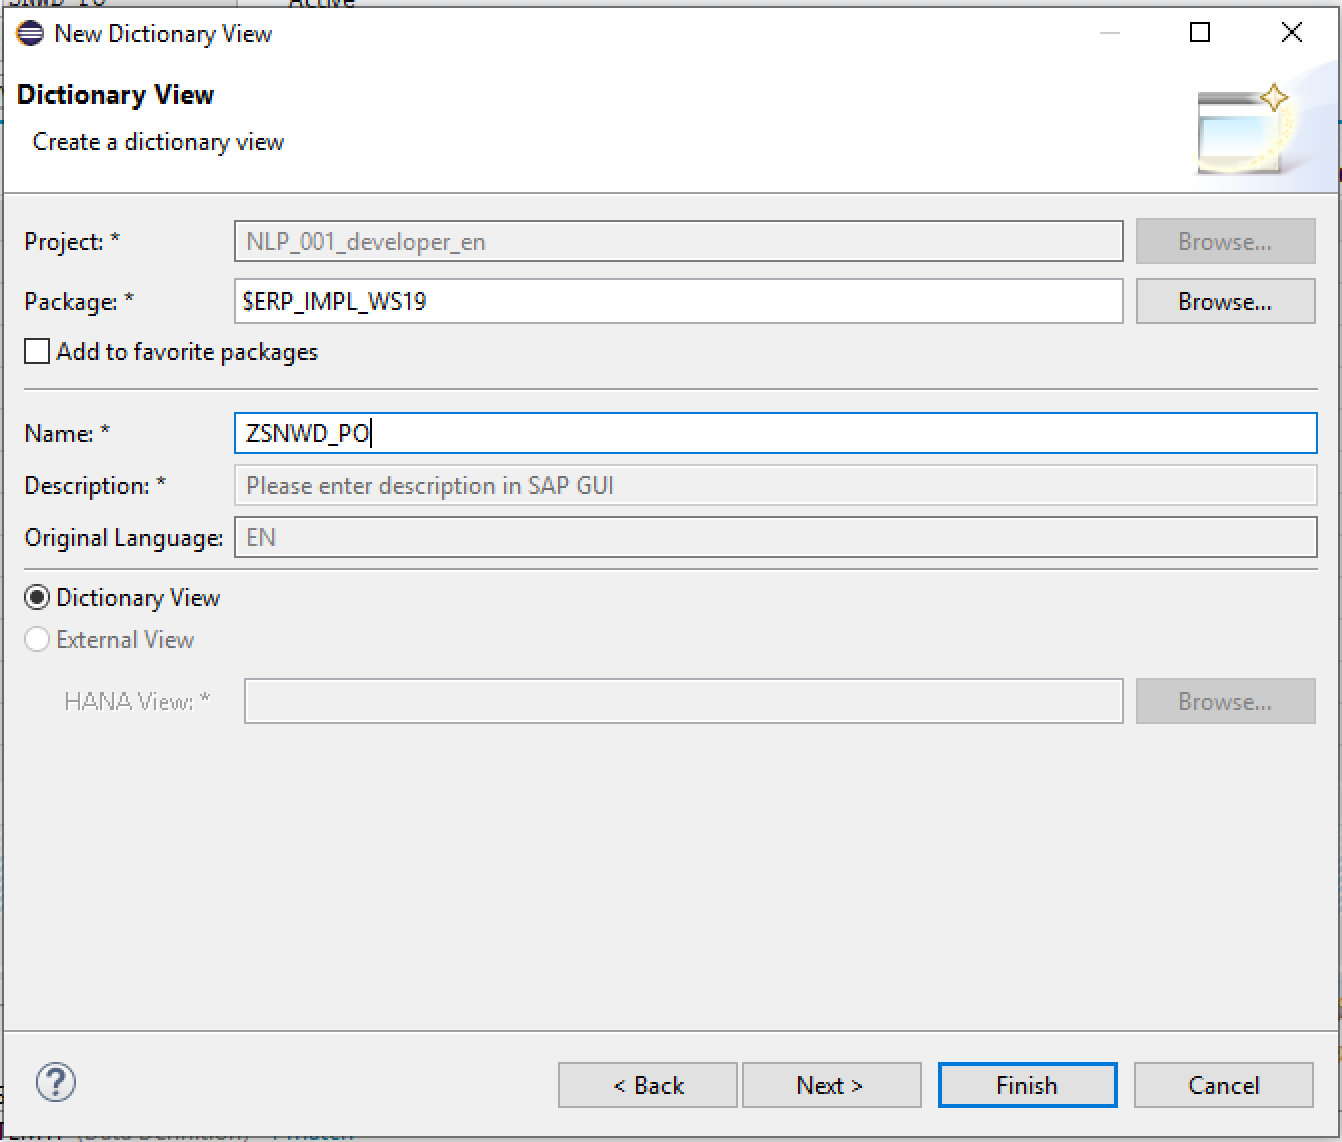 Active
New Dictionary View
Dictionary View
Create a dictionary view
Project: *
NLP_001_developer_en
Browse...
Package: *
$ERP_IMPL_WS19
Browse...
Add to favorite packages
Name: *
ZSNWD_PO
Description: *
Please enter description in SAP GUI
Original Language:
EN
Dictionary View
External View
HANA View: *
Browse...
?
< Back
Next >
Finish
Cancel